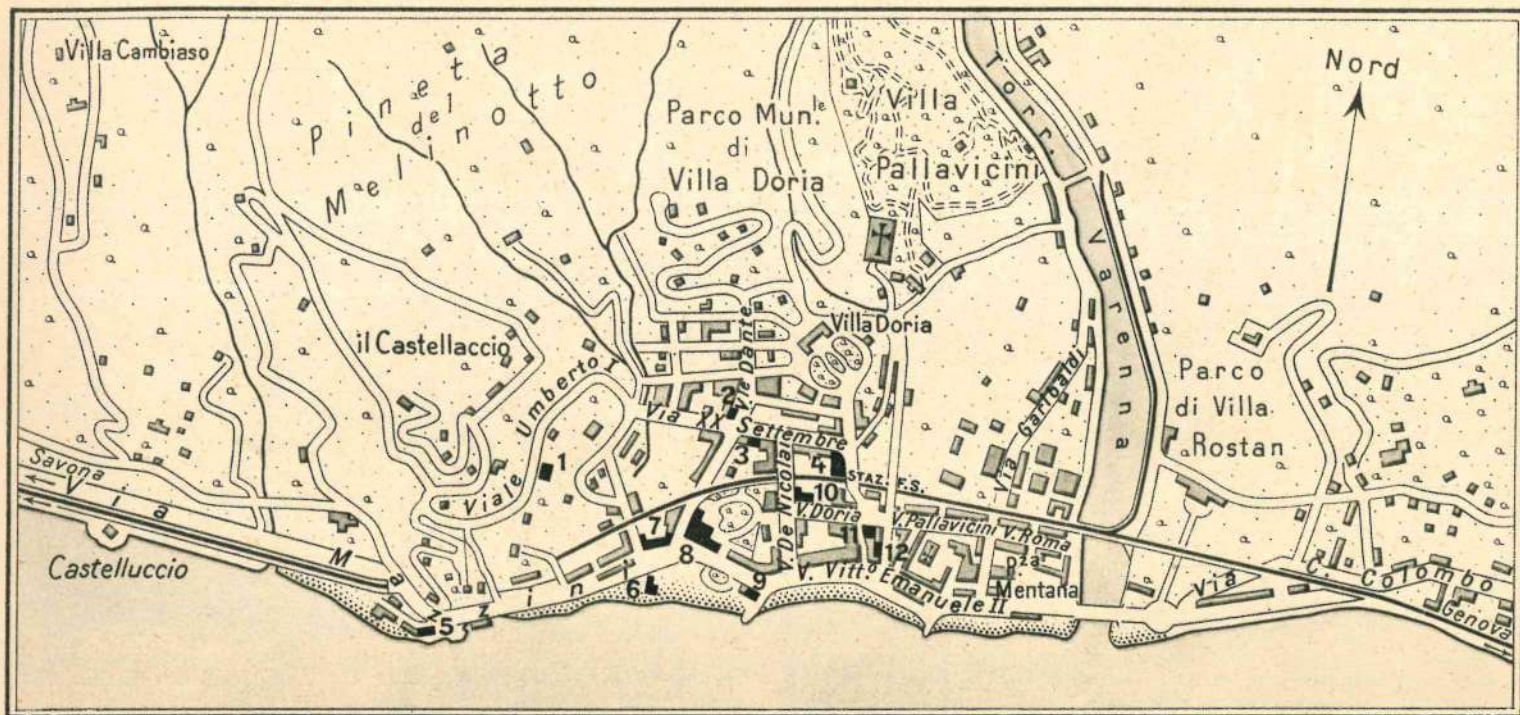 Villa Cambiaso
Pineta
del
Melinotto
Parco Mun.le
di
Villa Doria
Villa
Pallavicini
Torr. Varenna
Nord
il Castellaccio
Viale Umberto I
Vle Dante
Villa Doria
Via Garibaldi
Parco
di Villa
Rostan
2
Via XX Settembre
1
3
4
STAZ. F.S.
10
V. De Nicolai
V. Doria
V. Pallavicini
V. Roma
Savona
Via Mazzini
Castelluccio
7
8
11
12
6
9
5
V. Vitt.o Emanuele II
p.za
Mentana
Via C. Colombo
Genova